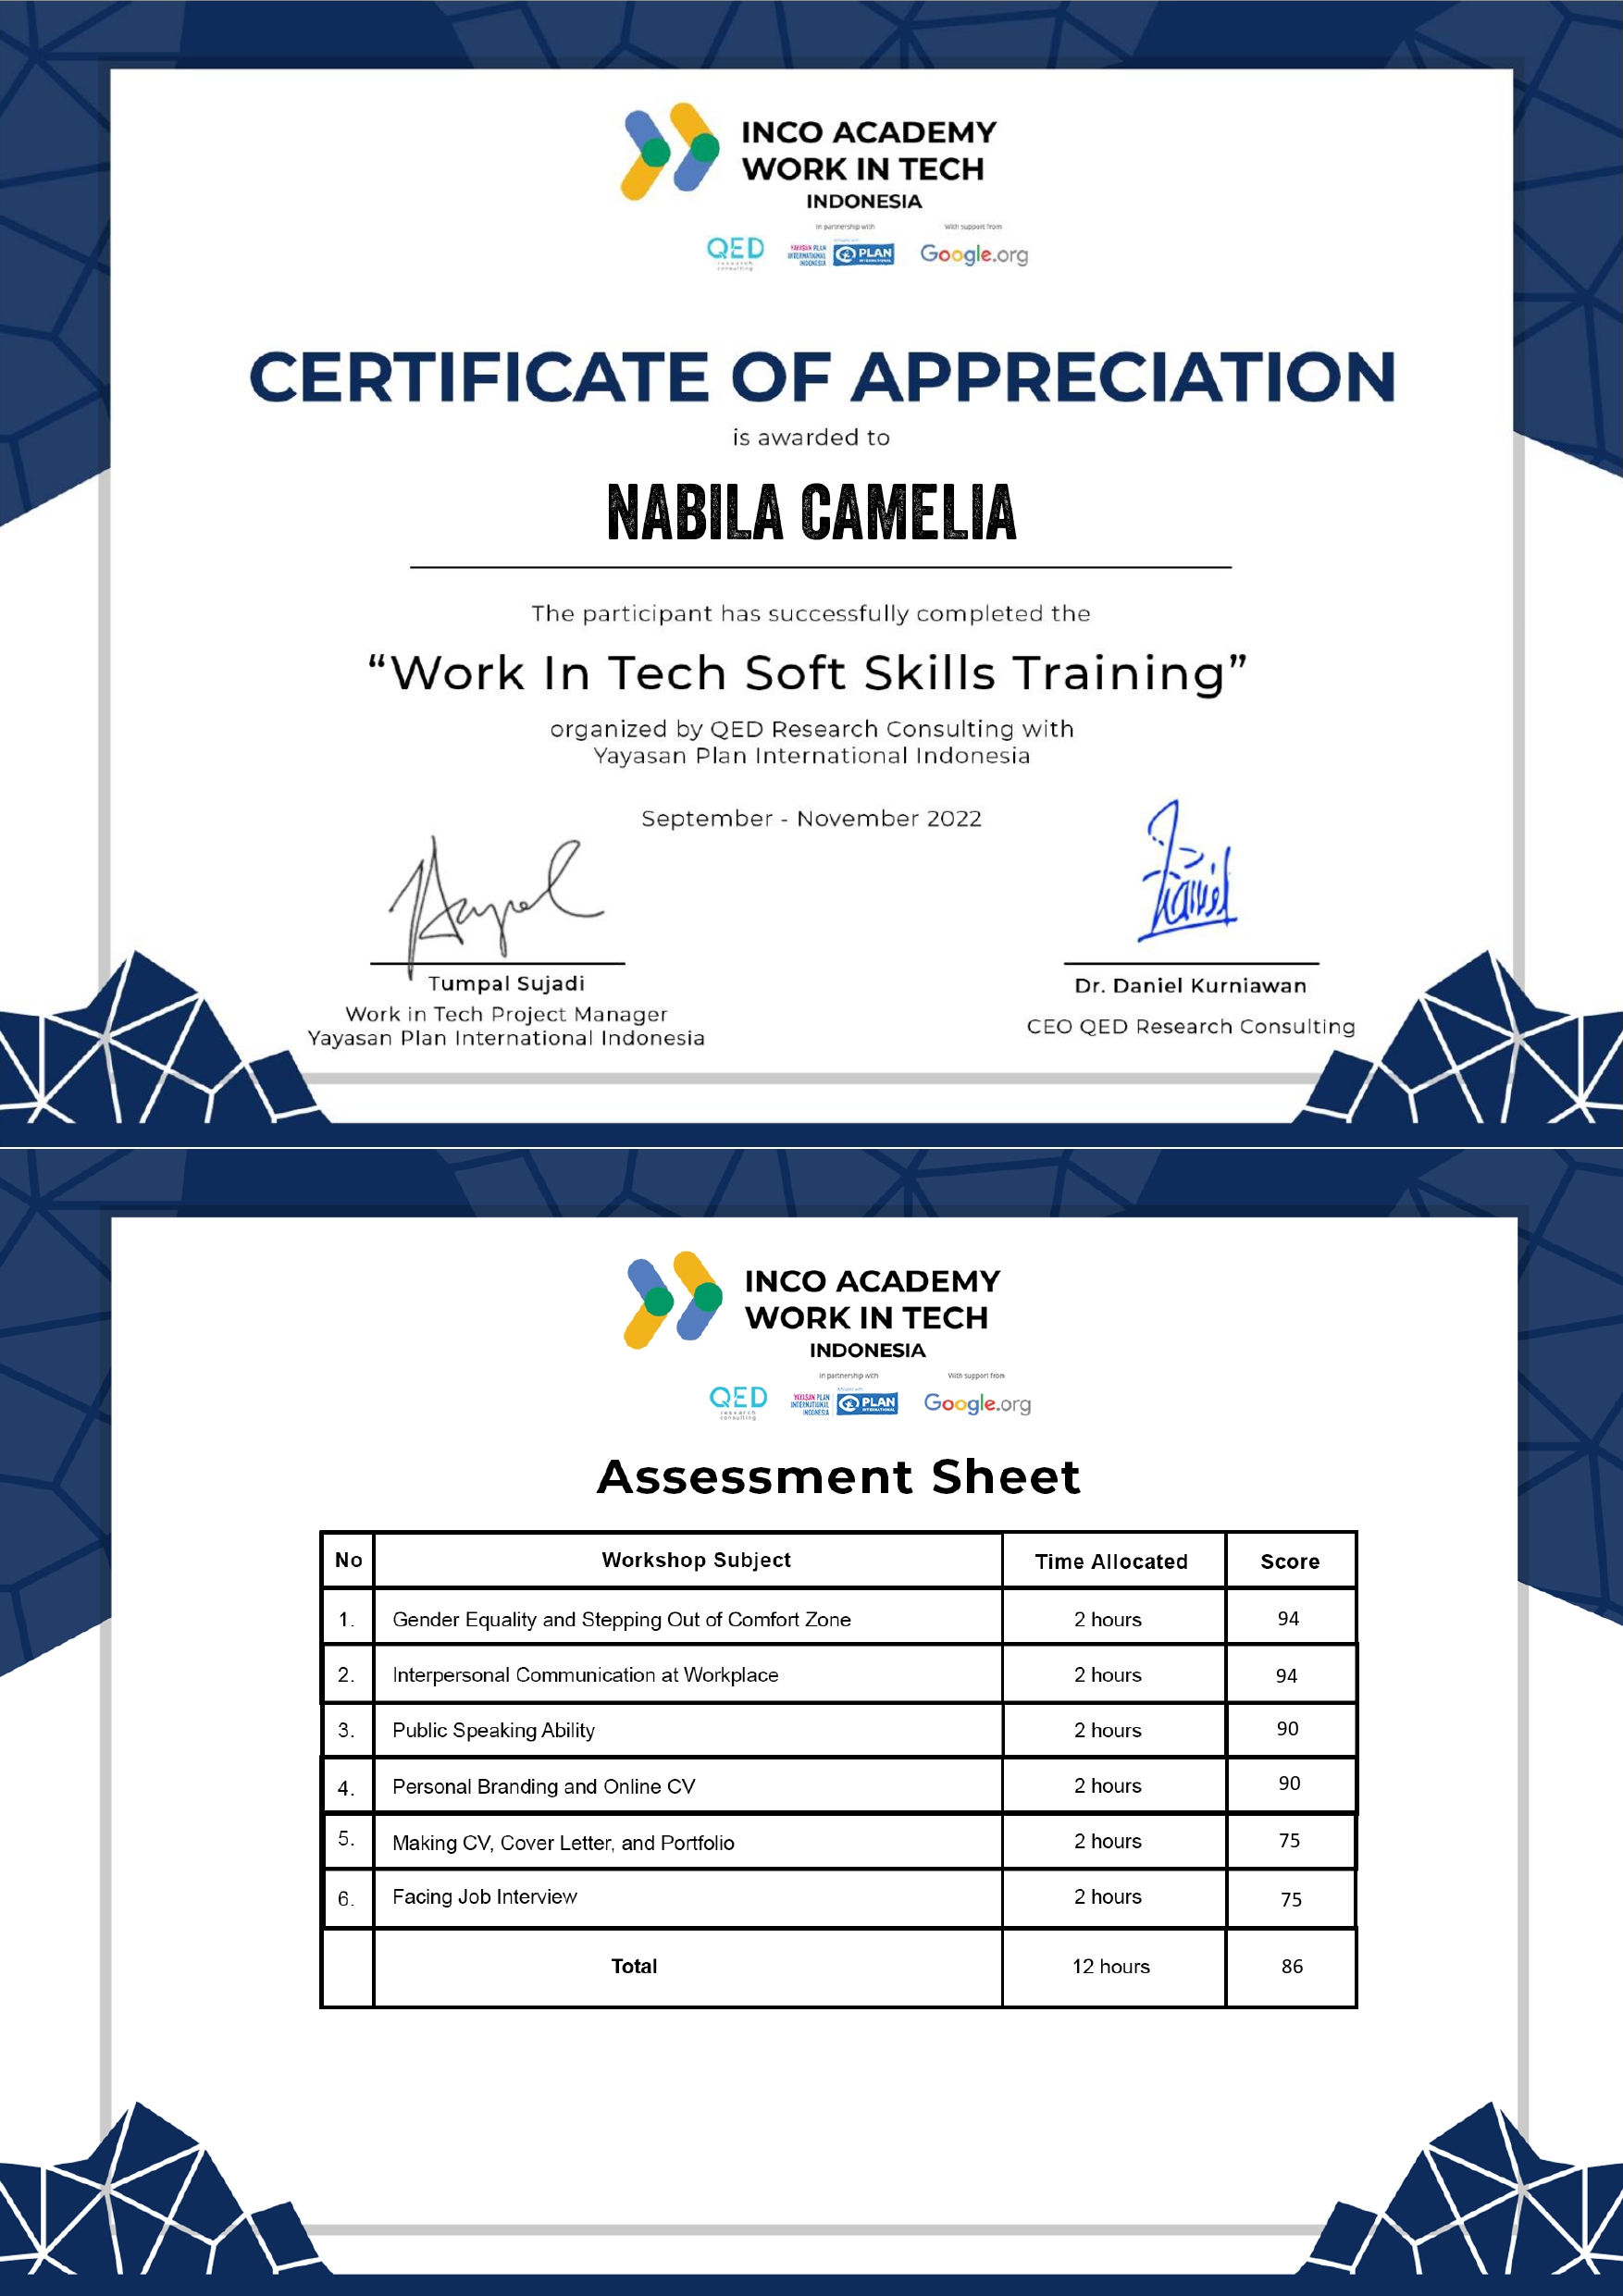 INCO ACADEMY
WORK IN TECH
INDONESIA
In partnership with
With support from
QED
research
consulting
YAYASAN PLAN
INTERNATIONAL
INDONESIA
PLAN
INTERNATIONAL
Google.org
CERTIFICATE OF APPRECIATION
is awarded to
NABILA CAMELIA
The participant has successfully completed the
“Work In Tech Soft Skills Training”
organized by QED Research Consulting with
Yayasan Plan International Indonesia
September - November 2022
Daniel
Tumpal Sujadi
Work in Tech Project Manager
Yayasan Plan International Indonesia
Dr. Daniel Kurniawan
CEO QED Research Consulting
INCO ACADEMY
WORK IN TECH
INDONESIA
In partnership with
With support from
QED
research
consulting
YAYASAN PLAN
INTERNATIONAL
INDONESIA
PLAN
INTERNATIONAL
Google.org
Assessment Sheet
No Workshop Subject Time Allocated Score
1. Gender Equality and Stepping Out of Comfort Zone 2 hours 94
2. Interpersonal Communication at Workplace 2 hours 94
3. Public Speaking Ability 2 hours 90
4. Personal Branding and Online CV 2 hours 90
5. Making CV, Cover Letter, and Portfolio 2 hours 75
6. Facing Job Interview 2 hours 75
Total 12 hours 86